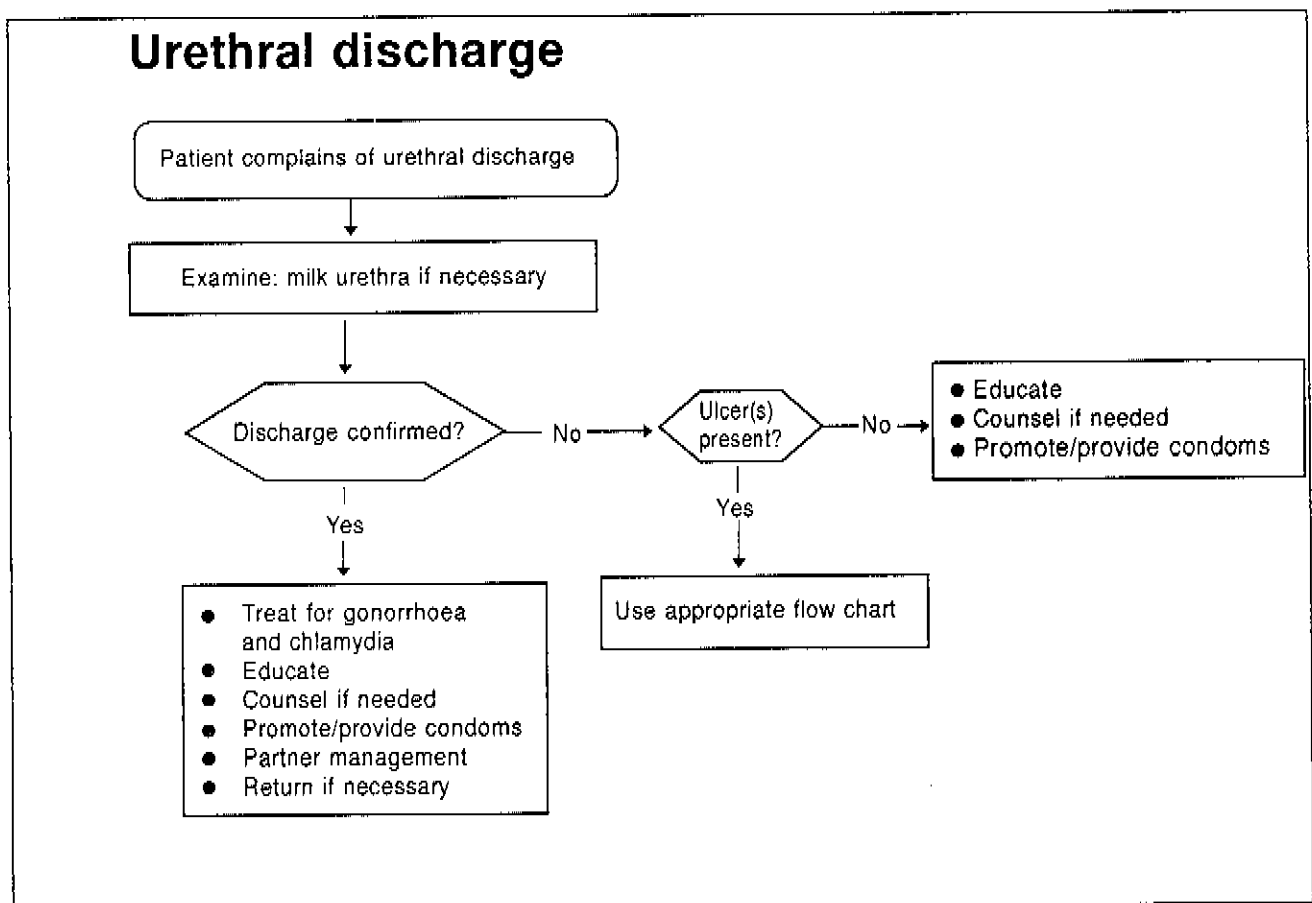 Urethral discharge
Patient complains of urethral discharge
Examine: milk urethra if necessary
Discharge confirmed?
No
Ulcer(s)
present?
No
● Educate
● Counsel if needed
● Promote/provide condoms
Yes
Yes
● Treat for gonorrhoea
and chlamydia
● Educate
● Counsel if needed
● Promote/provide condoms
● Partner management
● Return if necessary
Use appropriate flow chart